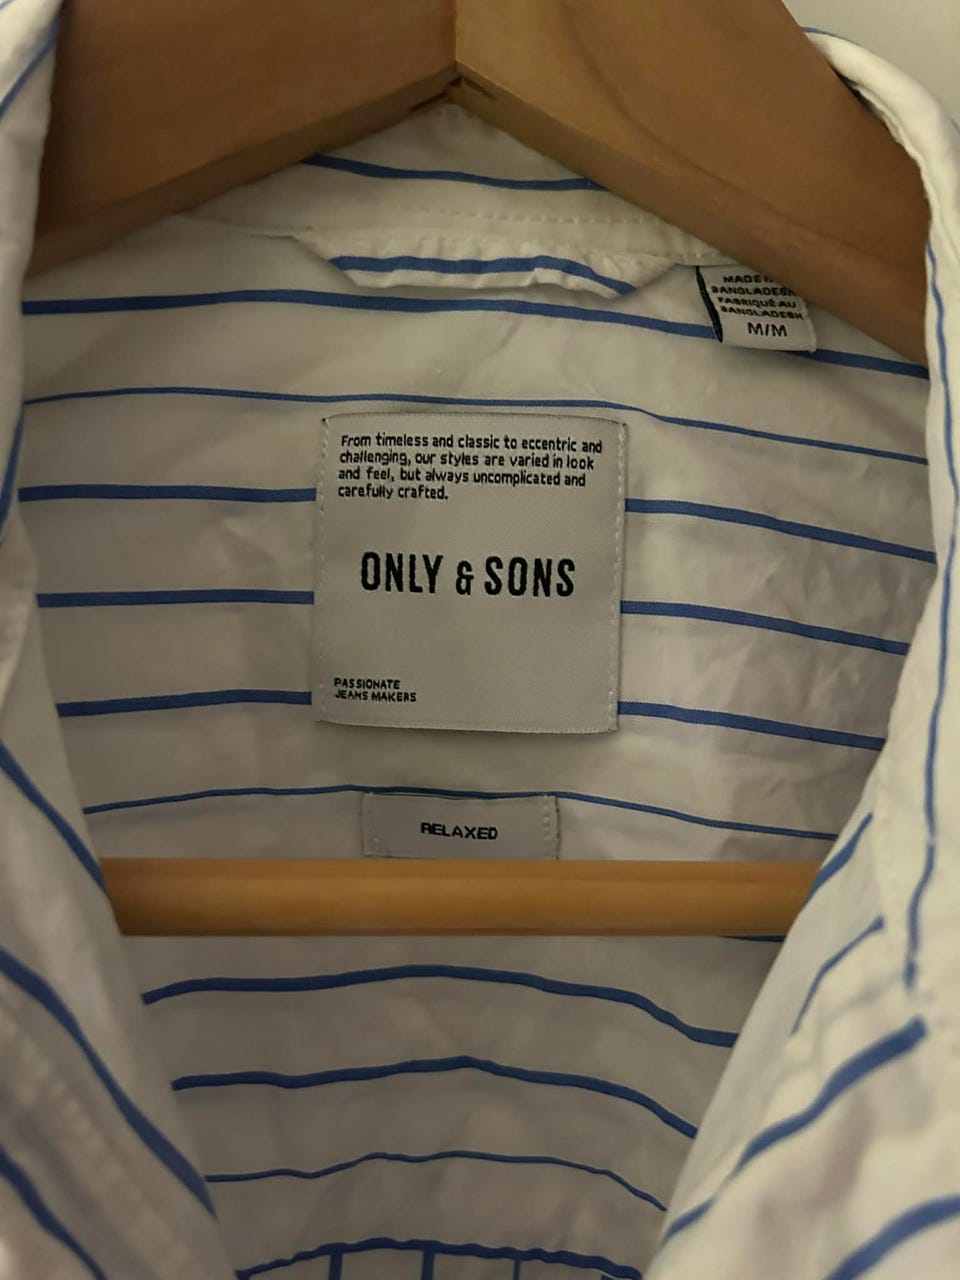 MADE IN
BANGLADESH
FABRIQUÉ AU
BANGLADESH
M/M
From timeless and classic to eccentric and
challenging, our styles are varied in look
and feel, but always uncomplicated and
carefully crafted.
ONLY & SONS
PASSIONATE
JEANS MAKERS
RELAXED